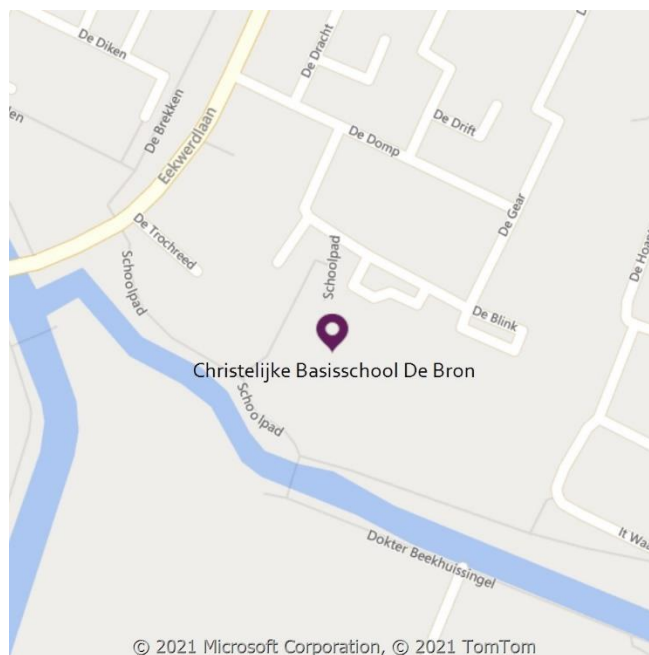 De Diken
De Dracht
De Brekken
Eekwerdlaan
De Domp
De Drift
De Gear
De Trochreed
Schoolpad
Schoolpad
De Blink
Christelijke Basisschool De Bron
Schoolpad
Dokter Beekhuissingel
© 2021 Microsoft Corporation, © 2021 TomTom